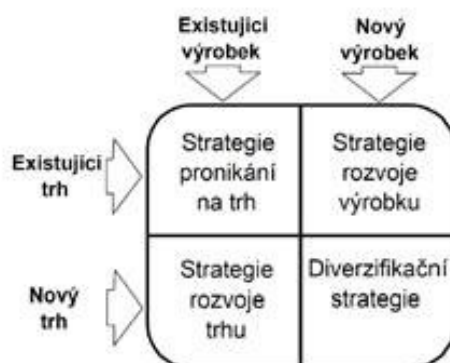 Existující
výrobek
Nový
výrobek
Existující
trh
Strategie
pronikání
na trh
Strategie
rozvoje
výrobku
Nový
trh
Strategie
rozvoje
trhu
Diverzifikační
strategie